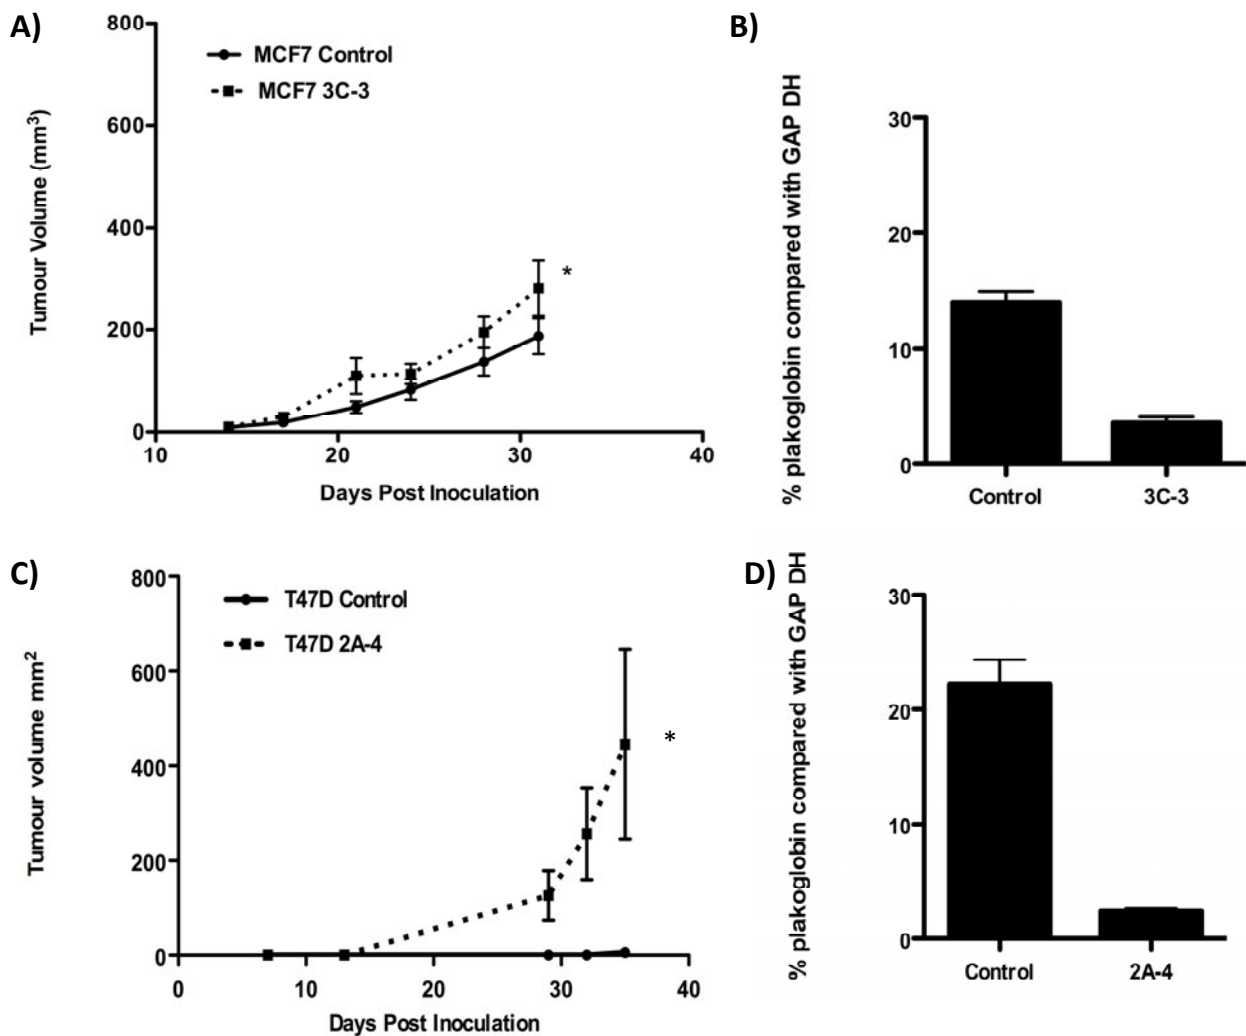 A)
Tumour Volume (mm³)
800
600
400
200
0
MCF7 Control
MCF7 3C-3
*
10
20
30
40
Days Post Inoculation
B)
% plakoglobin compared with GAP DH
30
20
10
0
Control
3C-3
C)
Tumour volume mm²
800
600
400
200
0
T47D Control
T47D 2A-4
*
0
10
20
30
40
Days Post Inoculation
D)
% plakoglobin compared with GAP DH
30
20
10
0
Control
2A-4